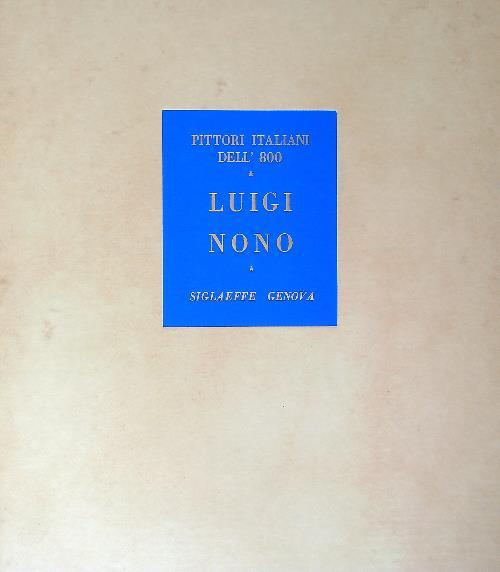 PITTORI ITALIANI
DELL' 800
LUIGI
NONO
SIGLAEFFE GENOVA